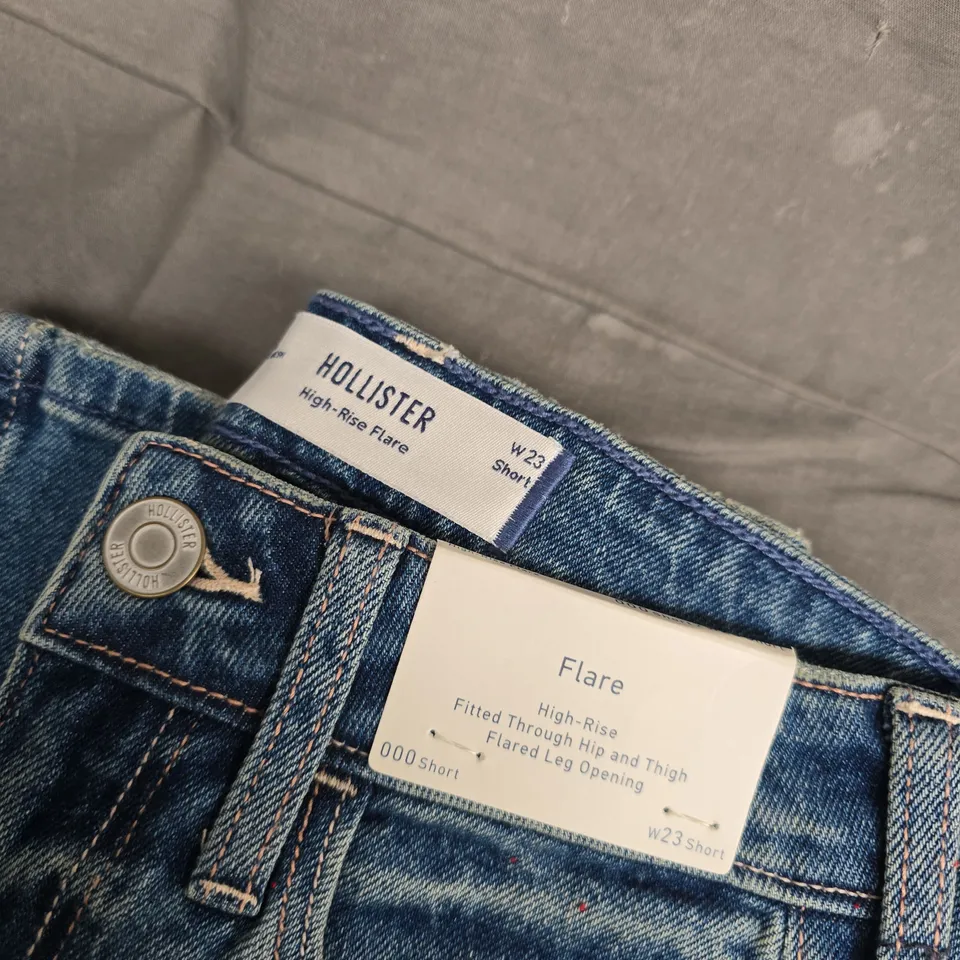 HOLLISTER
High-Rise Flare
W23
Short
HOLLISTER
HOLLISTER
Flare
High-Rise
Fitted Through Hip and Thigh
Flared Leg Opening
000 Short
W23 Short